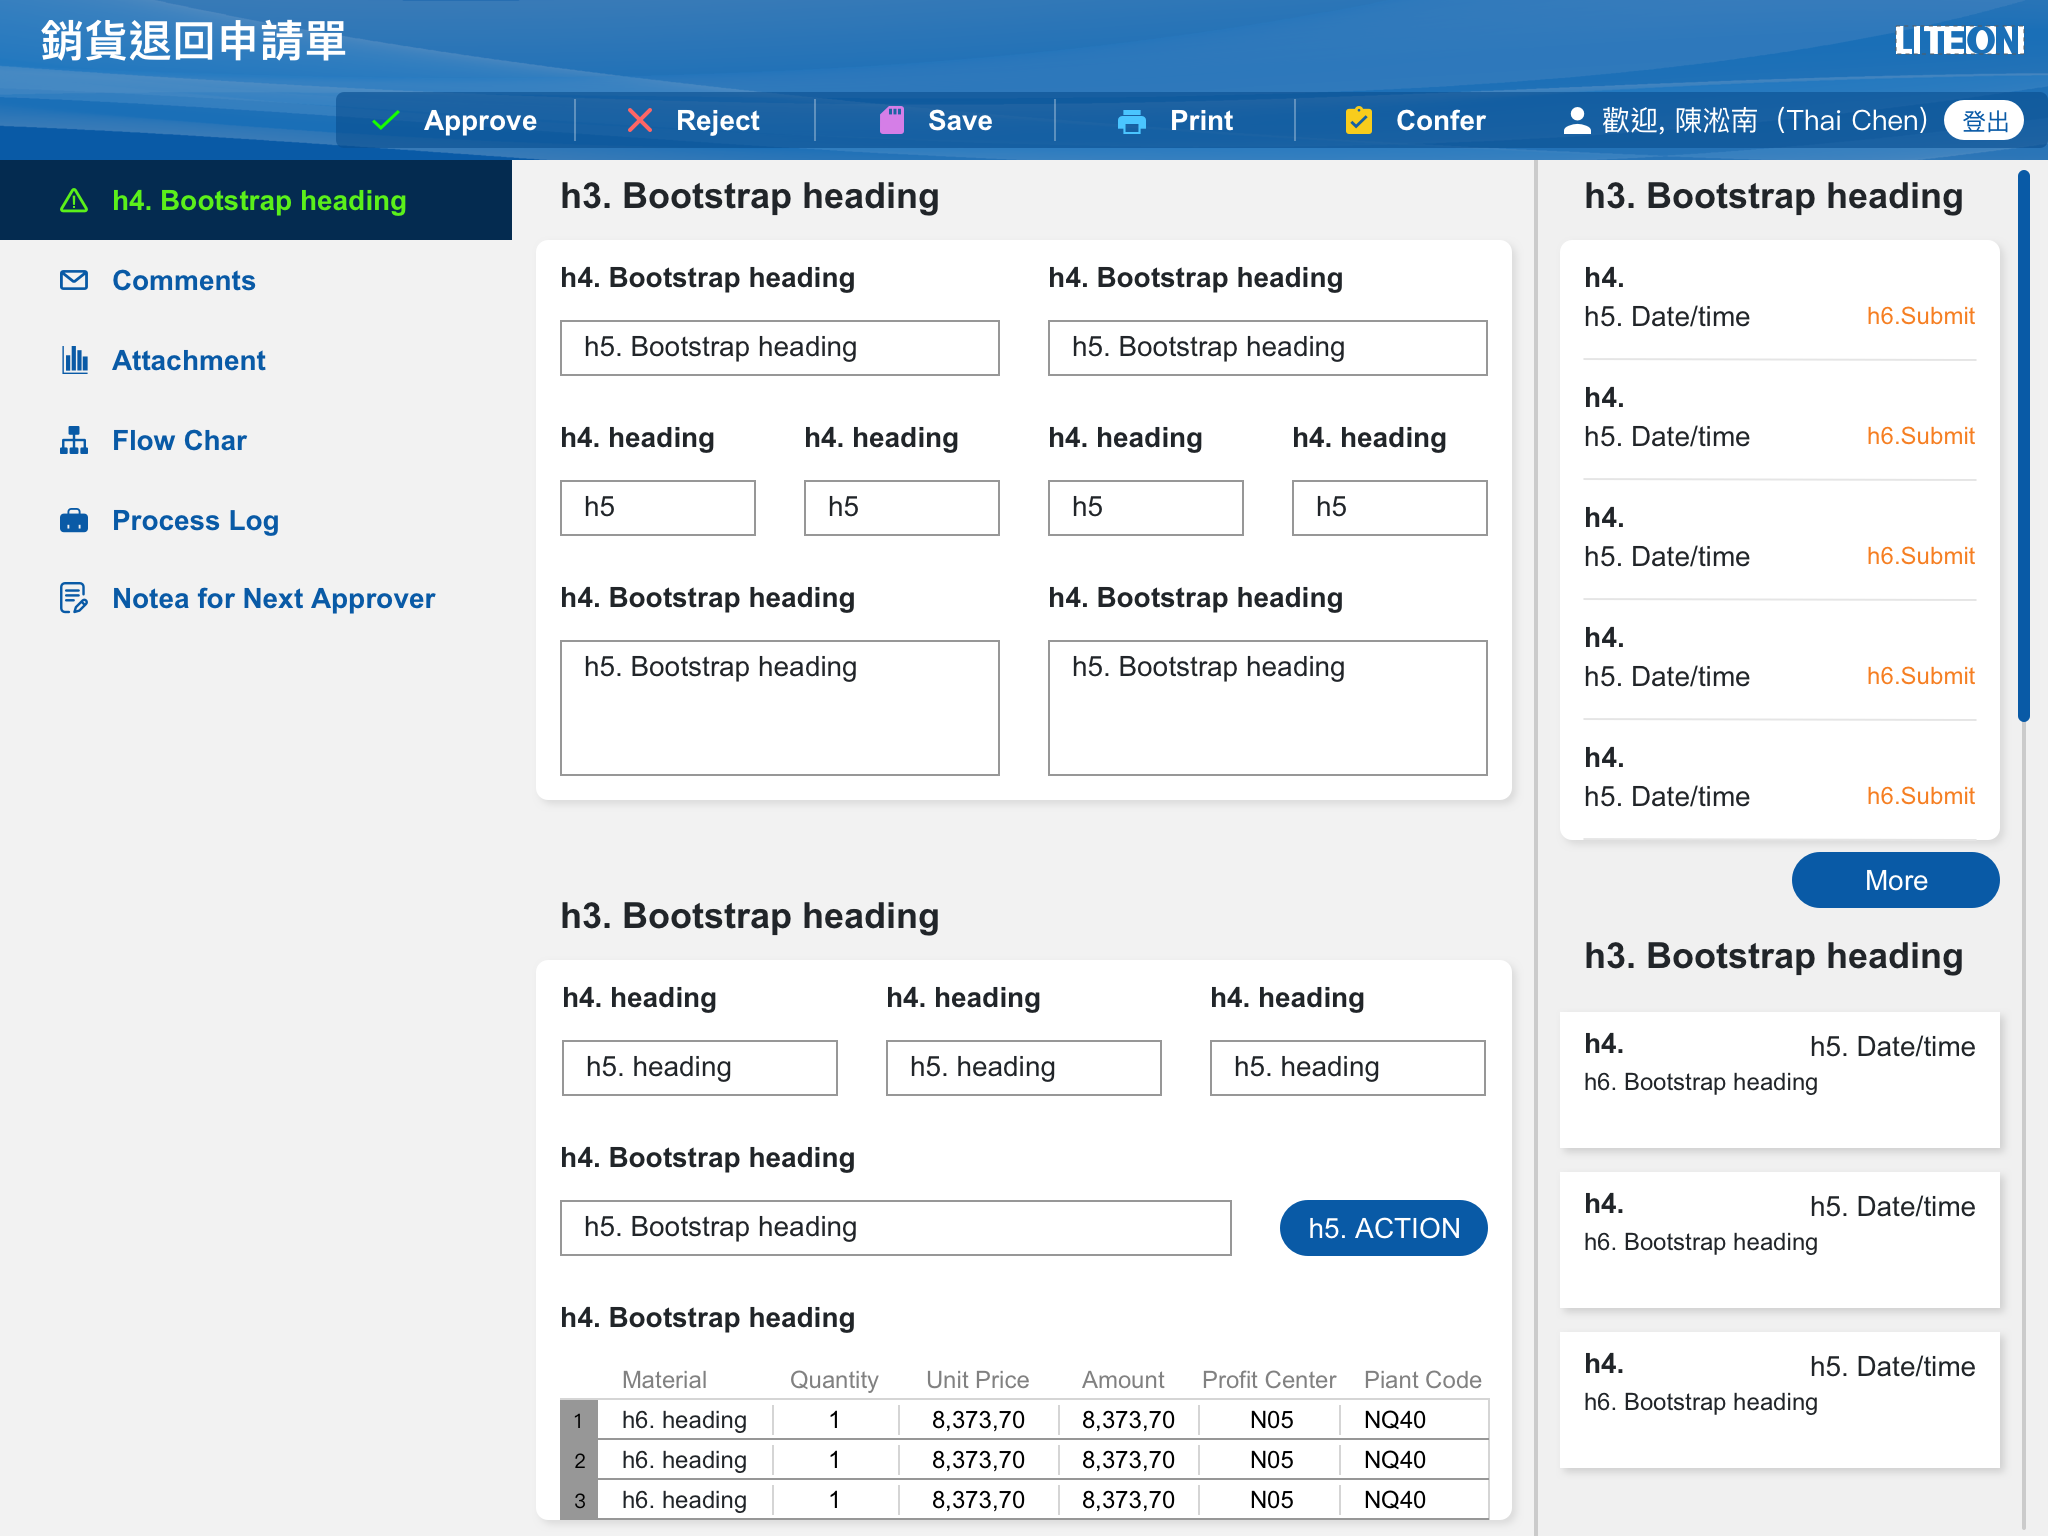 銷貨退回申請單
LITEON
Approve
Reject
Save
Print
Confer
歡迎, 陳淞南（Thai Chen）
登出
h4. Bootstrap heading
Comments
Attachment
Flow Char
Process Log
Notea for Next Approver
h3. Bootstrap heading
h4. Bootstrap heading
h4. Bootstrap heading
h5. Bootstrap heading
h5. Bootstrap heading
h4. heading
h4. heading
h4. heading
h4. heading
h5
h5
h5
h5
h4. Bootstrap heading
h4. Bootstrap heading
h5. Bootstrap heading
h5. Bootstrap heading
h3. Bootstrap heading
h4. heading
h4. heading
h4. heading
h5. heading
h5. heading
h5. heading
h4. Bootstrap heading
h5. Bootstrap heading
h5. ACTION
h4. Bootstrap heading
Material Quantity Unit Price Amount Profit Center Piant Code
1 h6. heading 1 8,373,70 8,373,70 N05 NQ40
2 h6. heading 1 8,373,70 8,373,70 N05 NQ40
3 h6. heading 1 8,373,70 8,373,70 N05 NQ40
h3. Bootstrap heading
h4.
h5. Date/time h6.Submit
h4.
h5. Date/time h6.Submit
h4.
h5. Date/time h6.Submit
h4.
h5. Date/time h6.Submit
h4.
h5. Date/time h6.Submit
More
h3. Bootstrap heading
h4. h5. Date/time
h6. Bootstrap heading
h4. h5. Date/time
h6. Bootstrap heading
h4. h5. Date/time
h6. Bootstrap heading